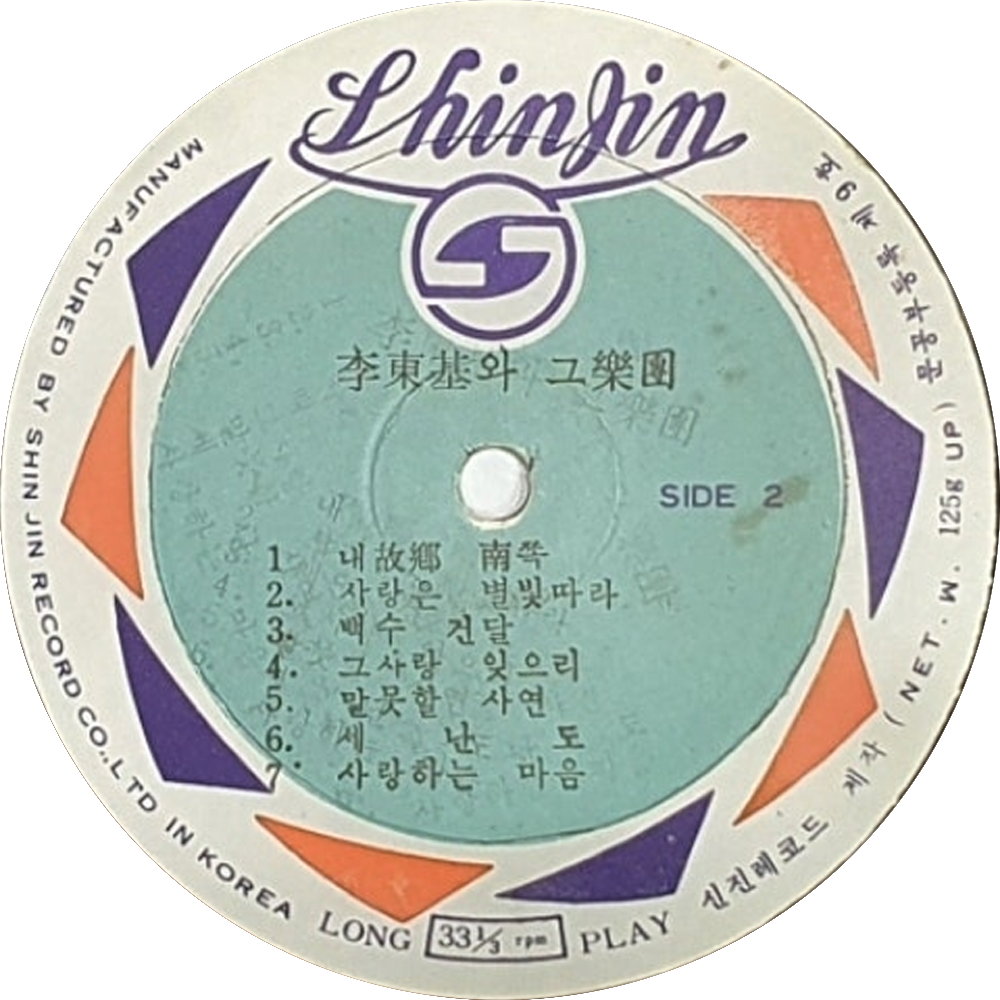 ShinJin
李東基와 그樂團
SIDE 2
1 내故鄕 南쪽
2. 사랑은 별빛따라
3. 백수 건달
4. 그사랑 잊으리
5. 말못할 사연
6. 세 난 도
7. 사랑하는 마음
MANUFACTURED BY SHIN JIN RECORD CO.,LTD IN KOREA
LONG 33⅓ rpm PLAY
신진레코드 제작 (NET. W. 125g UP) 문공부등록 제9호